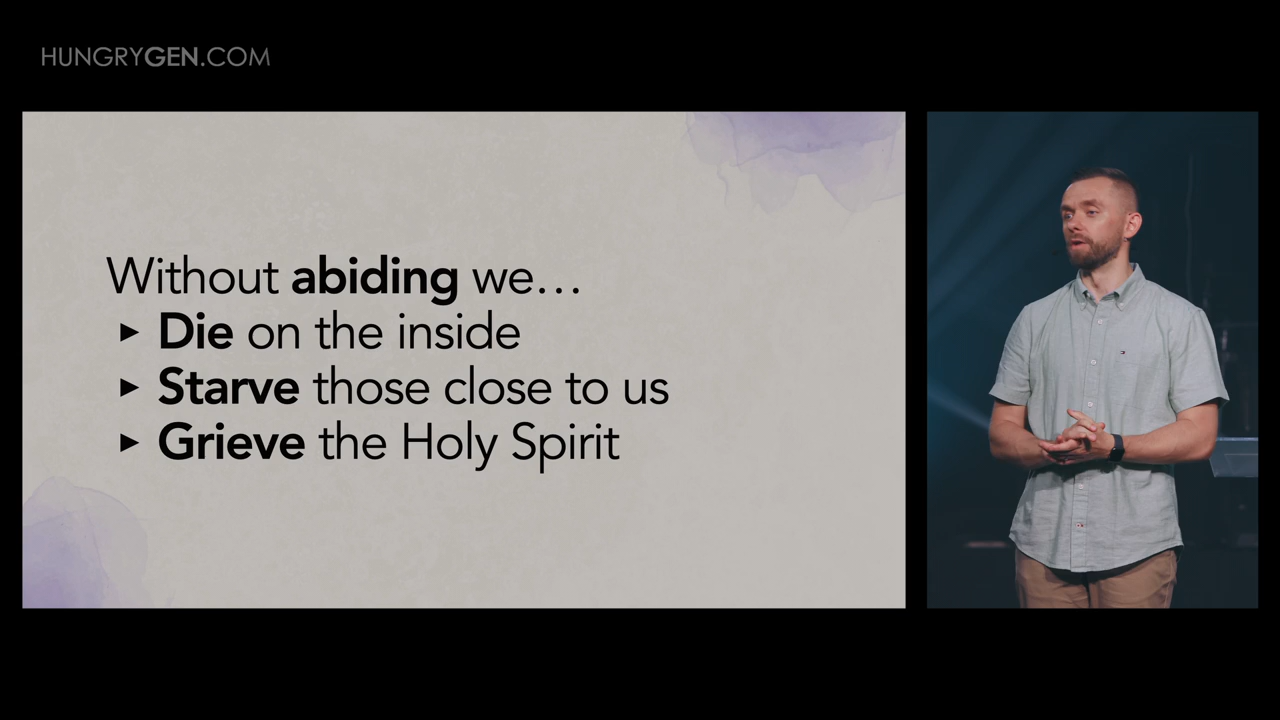 HUNGRYGEN.COM
Without abiding we…
▸ Die on the inside
▸ Starve those close to us
▸ Grieve the Holy Spirit